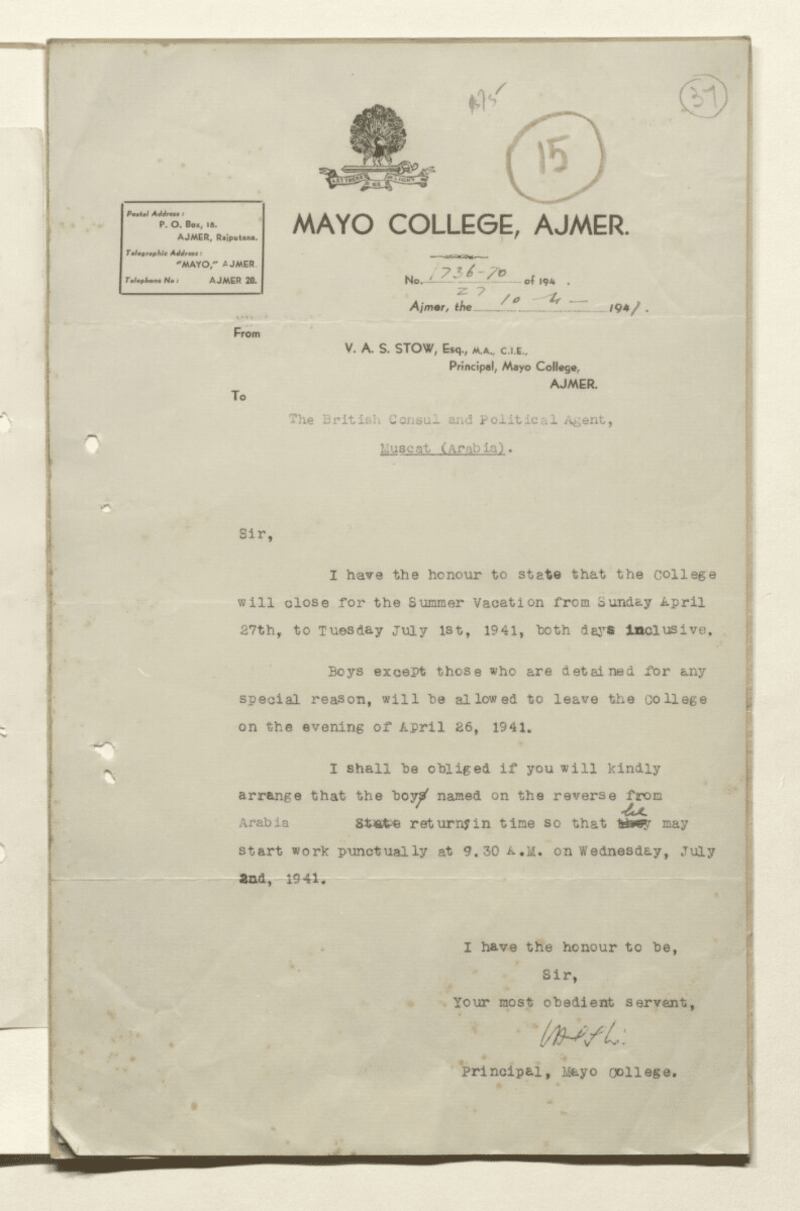 37
15
LET THERE BE LIGHT
Postal Address:
P. O. Box, 18.
AJMER, Rajputana.
Telegraphic Address:
"MAYO," AJMER.
Telephone No: AJMER 20.
MAYO COLLEGE, AJMER.
No. 1736-70 of 194 .
27
Ajmer, the 10-4- 1941.
From
V. A. S. STOW, Esq., M.A., C.I.E.,
Principal, Mayo College,
AJMER.
To
The British Consul and Political Agent,
Muscat (Arabia).
Sir,
I have the honour to state that the College
will close for the Summer Vacation from Sunday April
27th, to Tuesday July 1st, 1941, both days inclusive.
Boys except those who are detained for any
special reason, will be allowed to leave the College
on the evening of April 26, 1941.
I shall be obliged if you will kindly
arrange that the boys named on the reverse from
Arabia State returns in time so that they he may
start work punctually at 9.30 A.M. on Wednesday, July
2nd, 1941.
I have the honour to be,
Sir,
Your most obedient servant,
Principal, Mayo College.